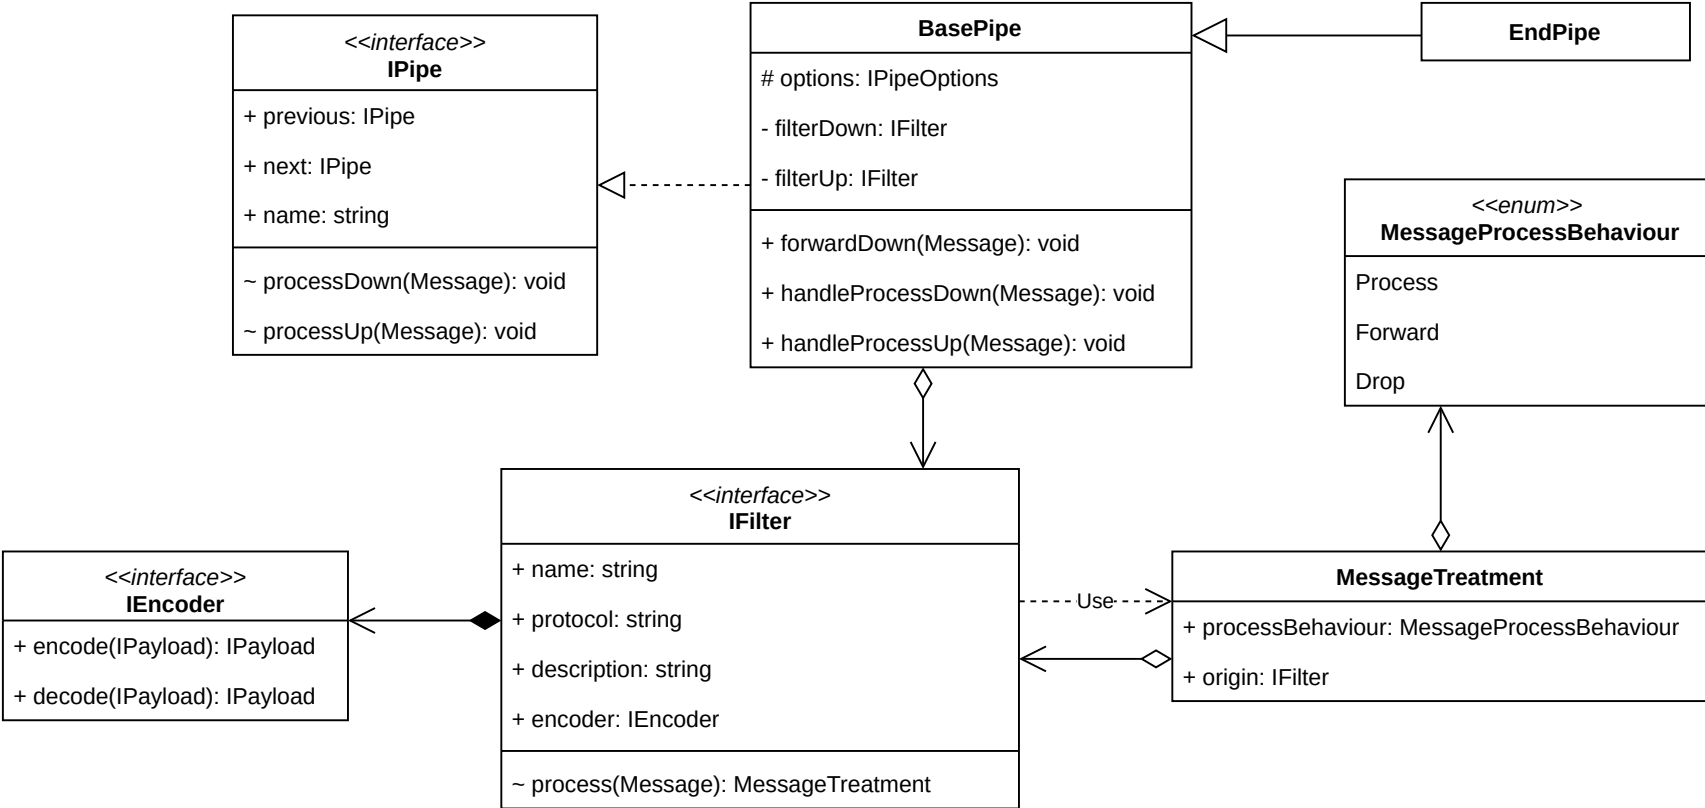 <<interface>>
IPipe
+ previous: IPipe
+ next: IPipe
+ name: string
~ processDown(Message): void
~ processUp(Message): void
BasePipe
# options: IPipeOptions
- filterDown: IFilter
- filterUp: IFilter
+ forwardDown(Message): void
+ handleProcessDown(Message): void
+ handleProcessUp(Message): void
EndPipe
<<enum>>
MessageProcessBehaviour
Process
Forward
Drop
<<interface>>
IEncoder
+ encode(IPayload): IPayload
+ decode(IPayload): IPayload
<<interface>>
IFilter
+ name: string
+ protocol: string
+ description: string
+ encoder: IEncoder
~ process(Message): MessageTreatment
Use
MessageTreatment
+ processBehaviour: MessageProcessBehaviour
+ origin: IFilter